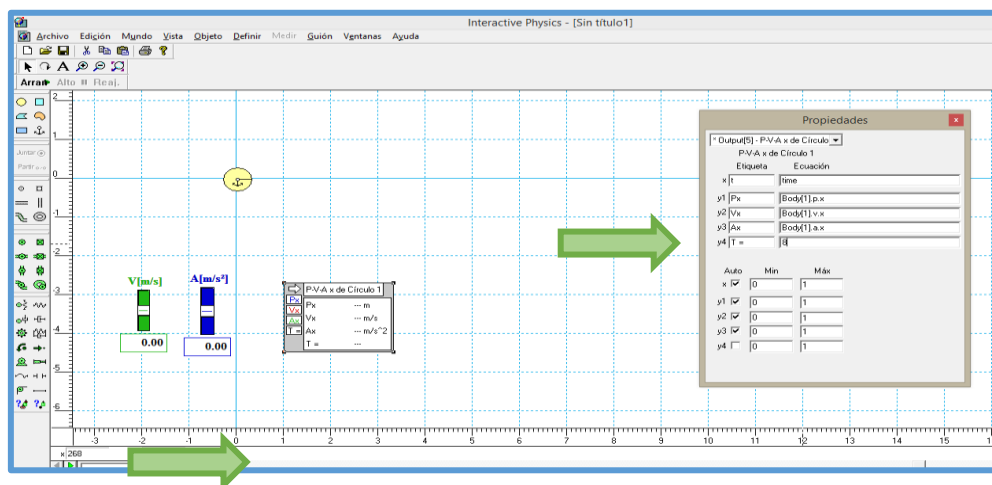 Interactive Physics - [Sin título1]
Archivo Edición Mundo Vista Objeto Definir Medir Guión Ventanas Ayuda
A
Arran Alto II Reaj.
Juntar
Partir
2
1
0
-1
-2
-3
-4
-5
-6
V[m/s]
0.00
A[m/s²]
0.00
P-V-A x de Círculo 1
Px Px --- m
Vx Vx --- m/s
Ax Ax --- m/s^2
T = T = ---
-3 -2 -1 0 1 2 3 4 5 6 7 8 9 10 11 12 13 14 15
x 268
Propiedades
* Output[5] - P-V-A x de Círculo
P-V-A x de Círculo 1
Etiqueta Ecuación
x t time
y1 Px Body[1].p.x
y2 Vx Body[1].v.x
y3 Ax Body[1].a.x
y4 T = 8
Auto Min Máx
x 0 1
y1 0 1
y2 0 1
y3 0 1
y4 0 1